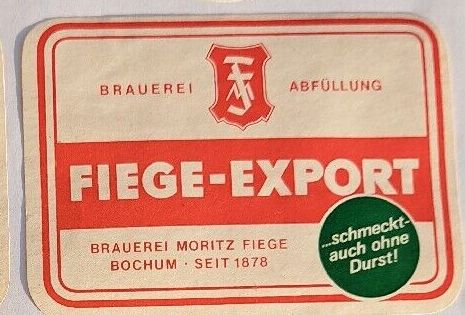 BRAUEREI ABFÜLLUNG
FIEGE-EXPORT
BRAUEREI MORITZ FIEGE
BOCHUM · SEIT 1878
...schmeckt-
auch ohne
Durst!